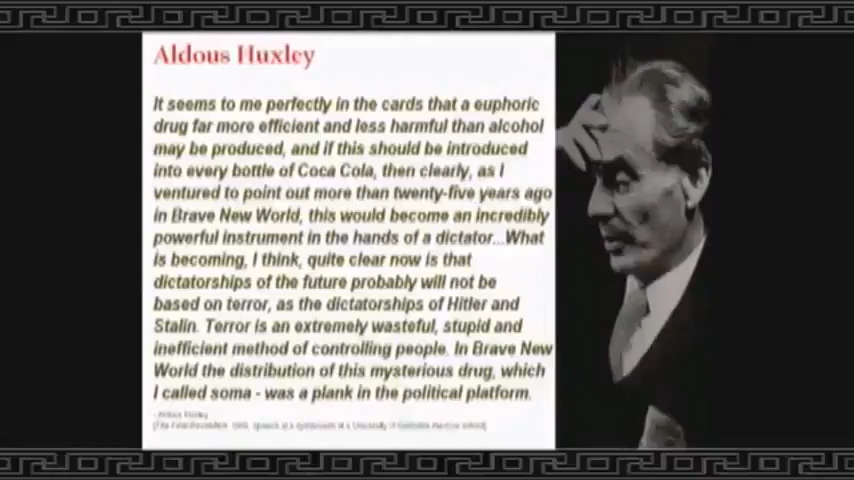 Aldous Huxley
It seems to me perfectly in the cards that a euphoric
drug far more efficient and less harmful than alcohol
may be produced, and if this should be introduced
into every bottle of Coca Cola, then clearly, as I
ventured to point out more than twenty-five years ago
in Brave New World, this would become an incredibly
powerful instrument in the hands of a dictator...What
is becoming, I think, quite clear now is that
dictatorships of the future probably will not be
based on terror, as the dictatorships of Hitler and
Stalin. Terror is an extremely wasteful, stupid and
inefficient method of controlling people. In Brave New
World the distribution of this mysterious drug, which
I called soma - was a plank in the political platform.
- Aldous Huxley